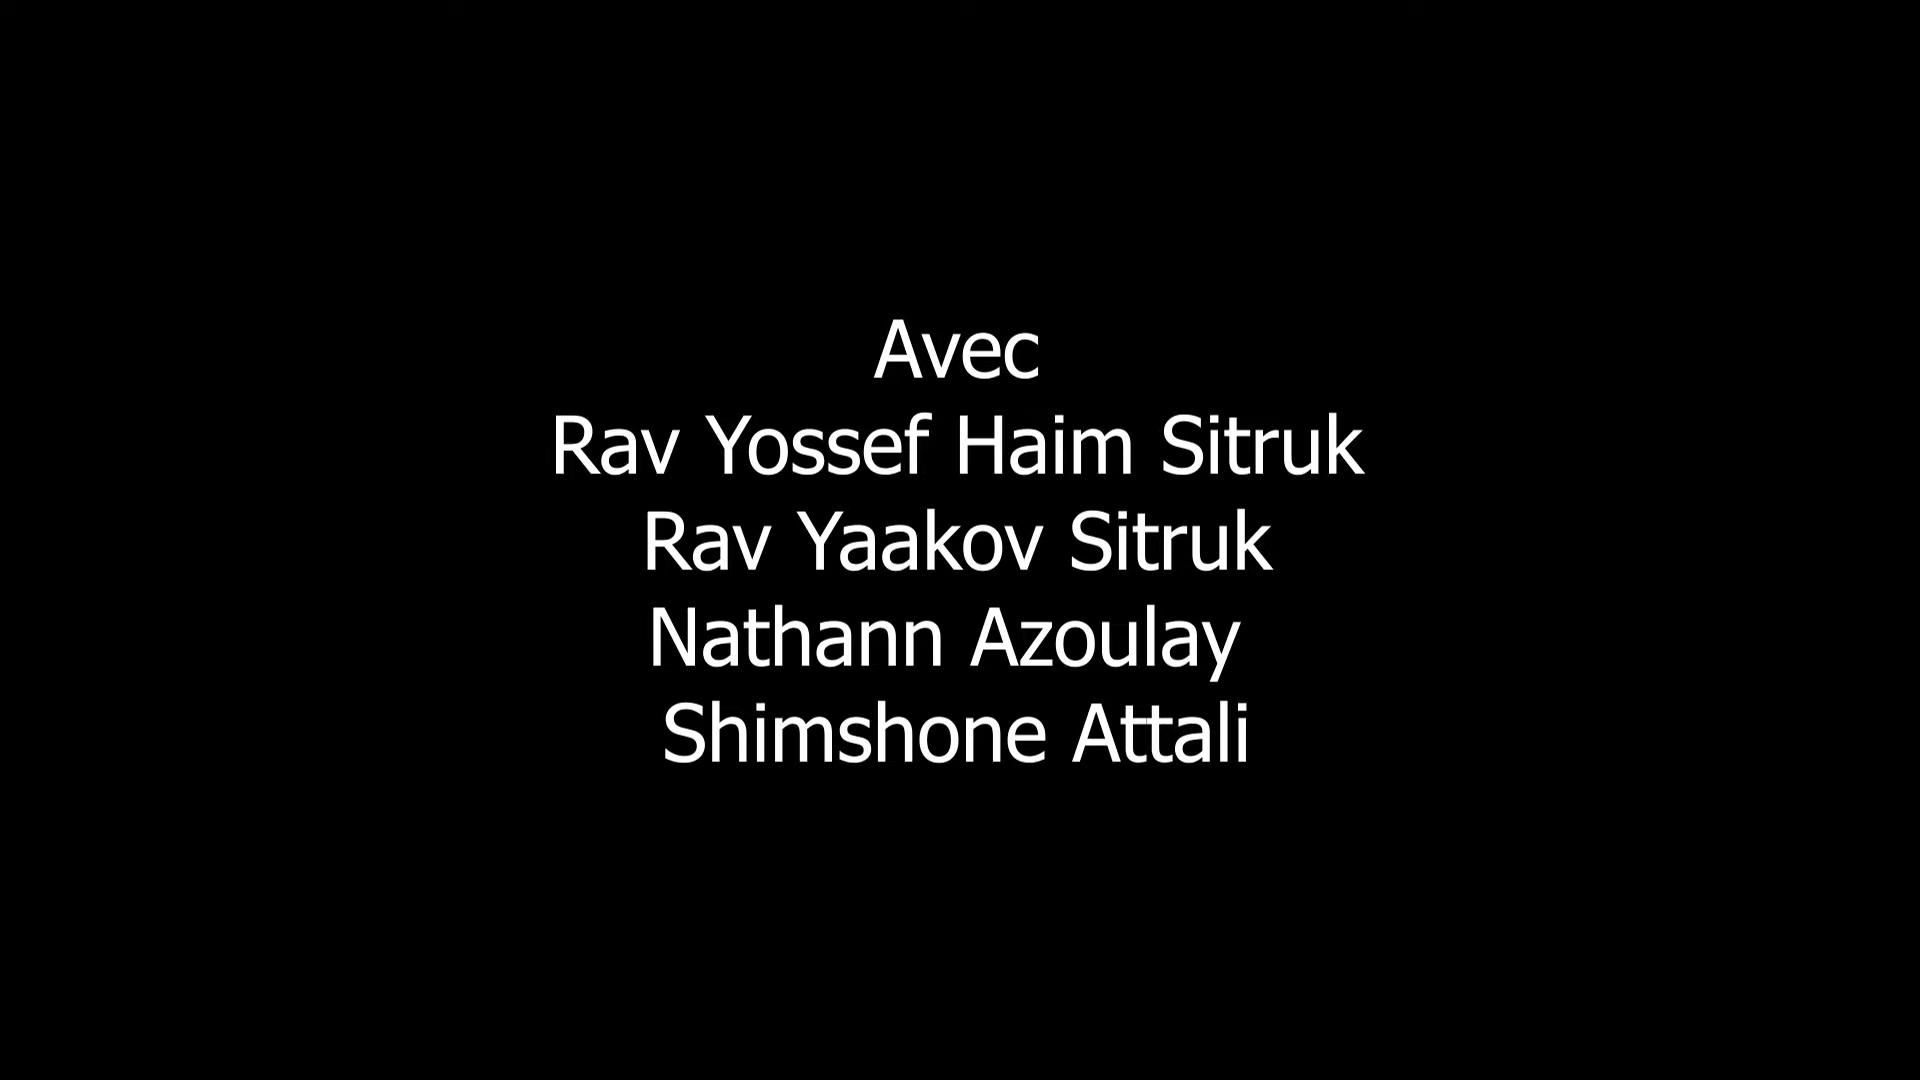 Avec
Rav Yossef Haim Sitruk
Rav Yaakov Sitruk
Nathann Azoulay
Shimshone Attali